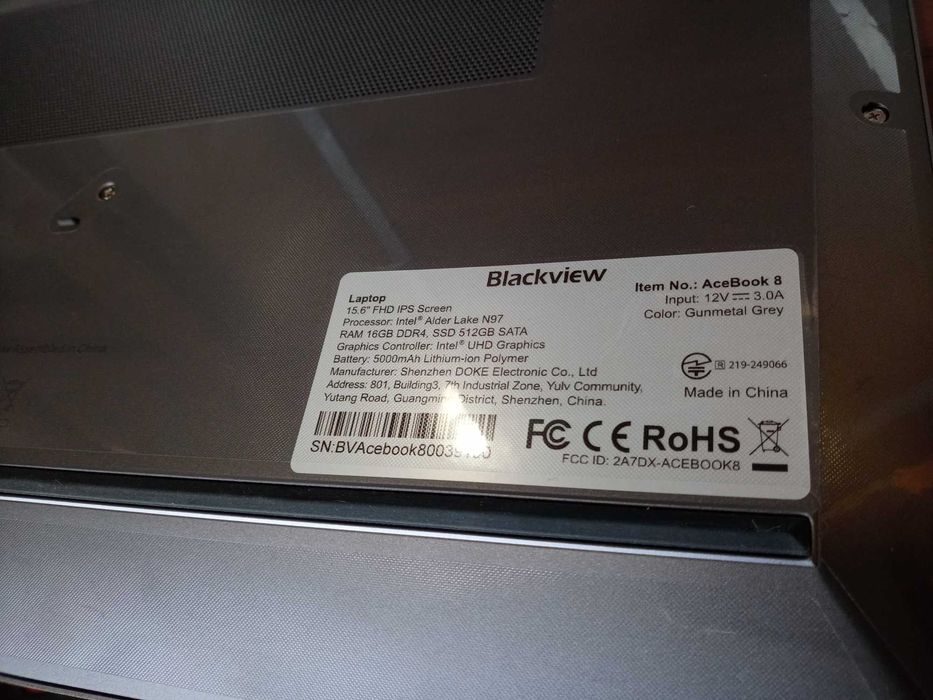 Blackview
Laptop
15.6" FHD IPS Screen
Processor: Intel® Alder Lake N97
RAM 16GB DDR4, SSD 512GB SATA
Graphics Controller: Intel® UHD Graphics
Battery: 5000mAh Lithium-ion Polymer
Manufacturer: Shenzhen DOKE Electronic Co., Ltd
Address: 801, Building3, 7th Industrial Zone, Yulv Community,
Yutang Road, Guangming District, Shenzhen, China.
Item No.: AceBook 8
Input: 12V⎓3.0A
Color: Gunmetal Grey
R 219-249066
Made in China
FC CE RoHS
FCC ID: 2A7DX-ACEBOOK8